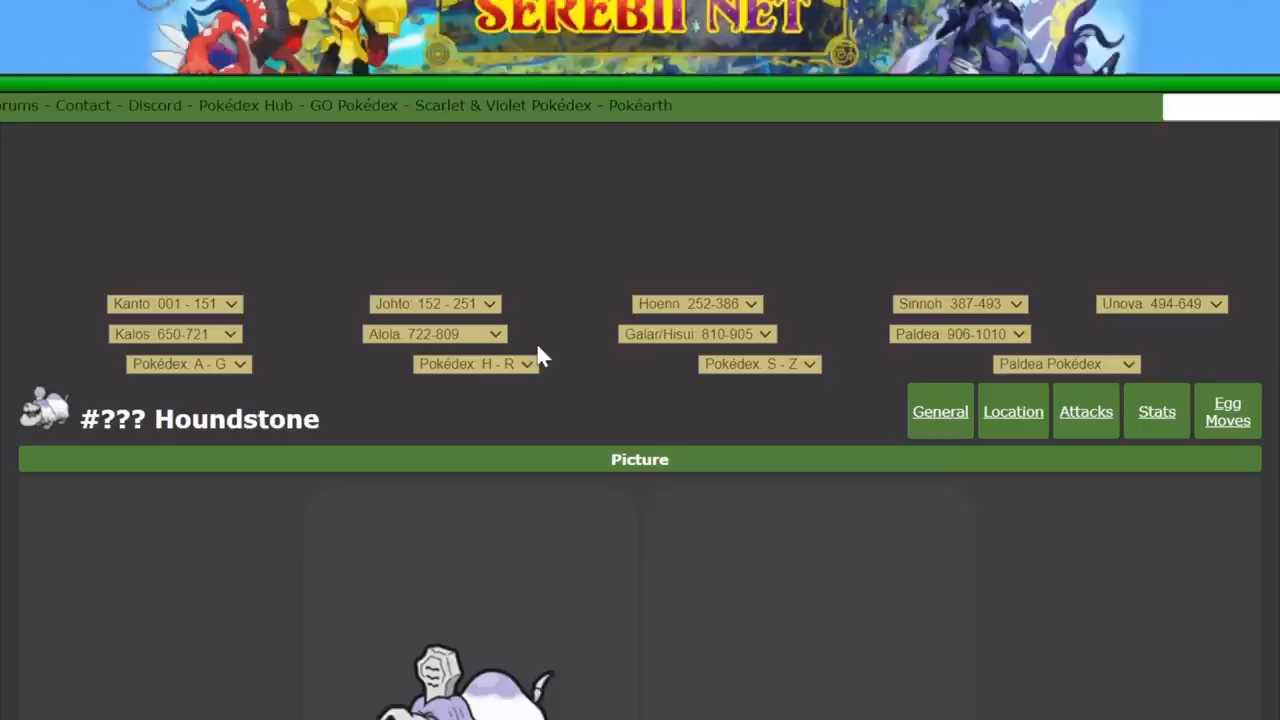 SEREBII.NET
rums - Contact - Discord - Pokédex Hub - GO Pokédex - Scarlet & Violet Pokédex - Pokéarth
Kanto: 001 - 151
Johto: 152 - 251
Hoenn: 252-386
Sinnoh: 387-493
Unova: 494-649
Kalos: 650-721
Alola: 722-809
Galar/Hisui: 810-905
Paldea: 906-1010
Pokédex: A - G
Pokédex: H - R
Pokédex: S - Z
Paldea Pokédex
#??? Houndstone
General
Location
Attacks
Stats
Egg
Moves
Picture